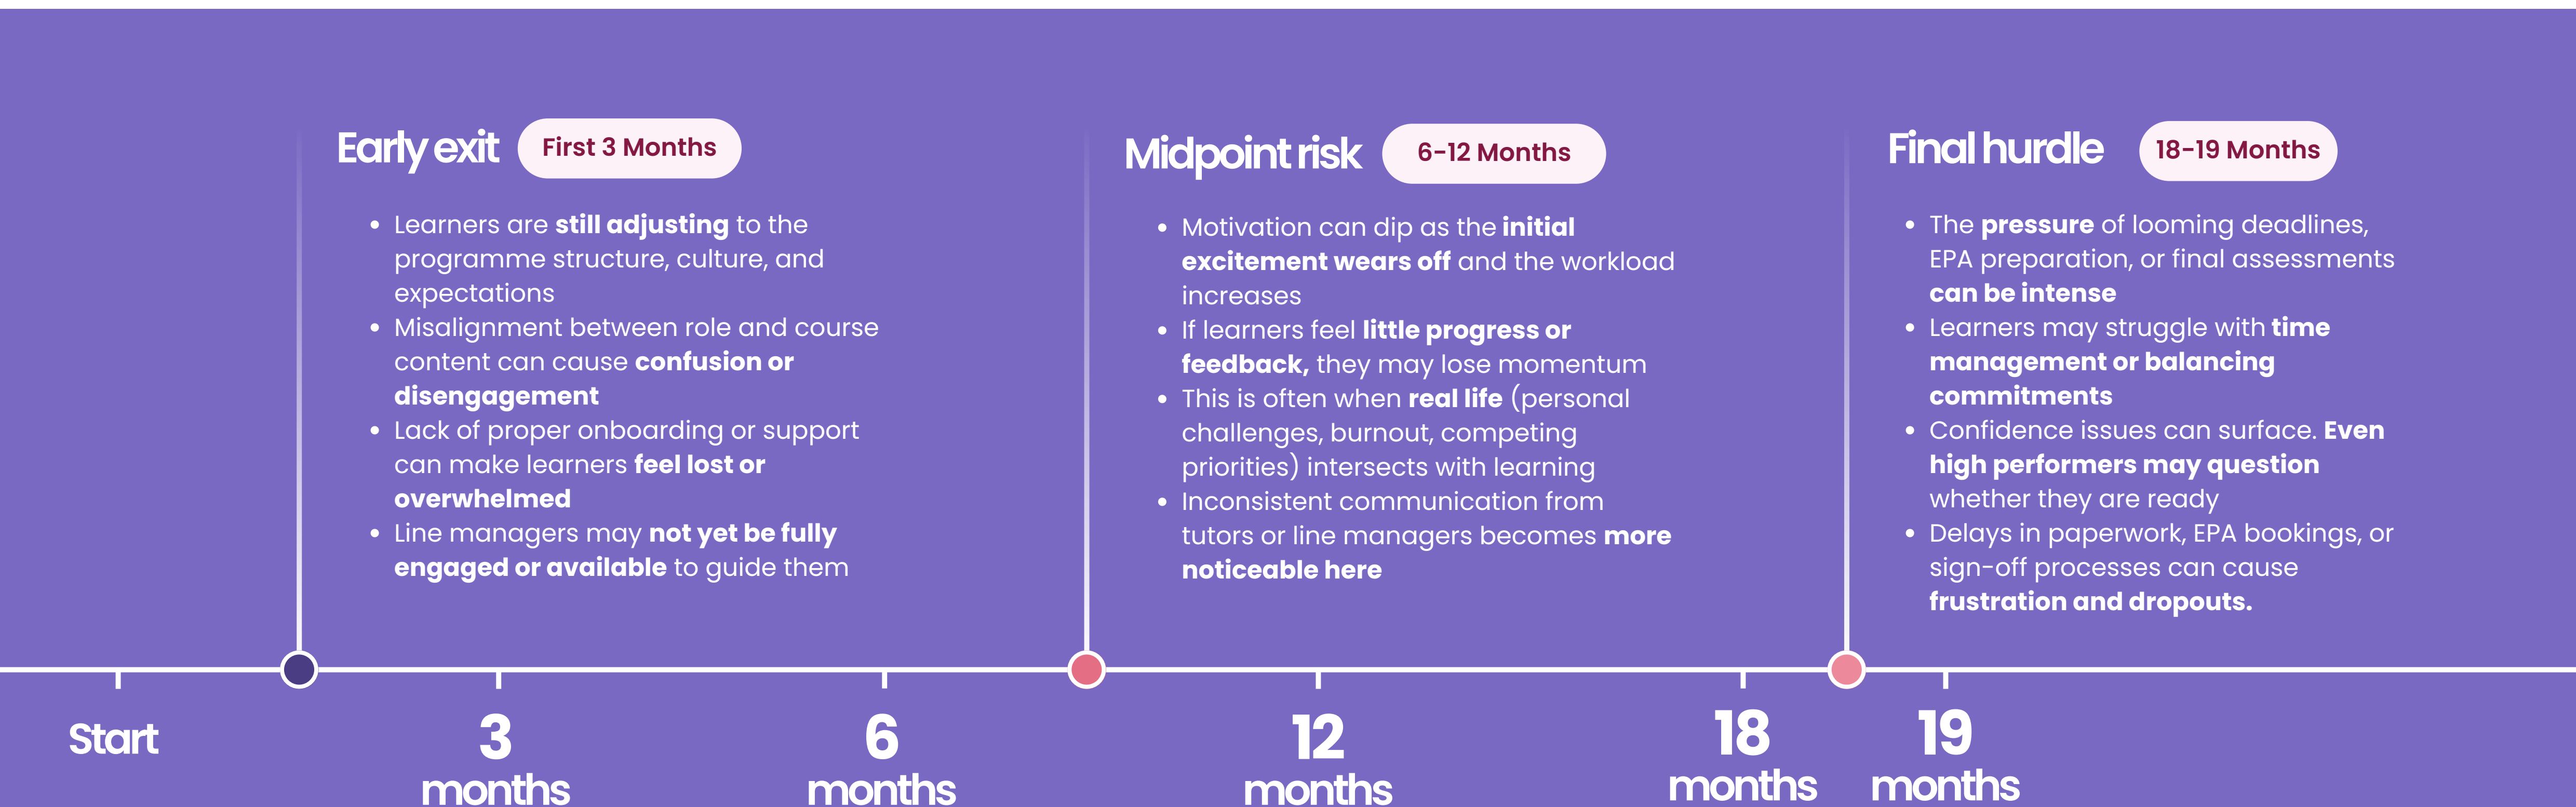 Early exit
First 3 Months
• Learners are still adjusting to the
programme structure, culture, and
expectations
• Misalignment between role and course
content can cause confusion or
disengagement
• Lack of proper onboarding or support
can make learners feel lost or
overwhelmed
• Line managers may not yet be fully
engaged or available to guide them
Midpoint risk
6-12 Months
• Motivation can dip as the initial
excitement wears off and the workload
increases
• If learners feel little progress or
feedback, they may lose momentum
• This is often when real life (personal
challenges, burnout, competing
priorities) intersects with learning
• Inconsistent communication from
tutors or line managers becomes more
noticeable here
Final hurdle
18-19 Months
• The pressure of looming deadlines,
EPA preparation, or final assessments
can be intense
• Learners may struggle with time
management or balancing
commitments
• Confidence issues can surface. Even
high performers may question
whether they are ready
• Delays in paperwork, EPA bookings, or
sign-off processes can cause
frustration and dropouts.
Start
3
months
6
months
12
months
18
months
19
months